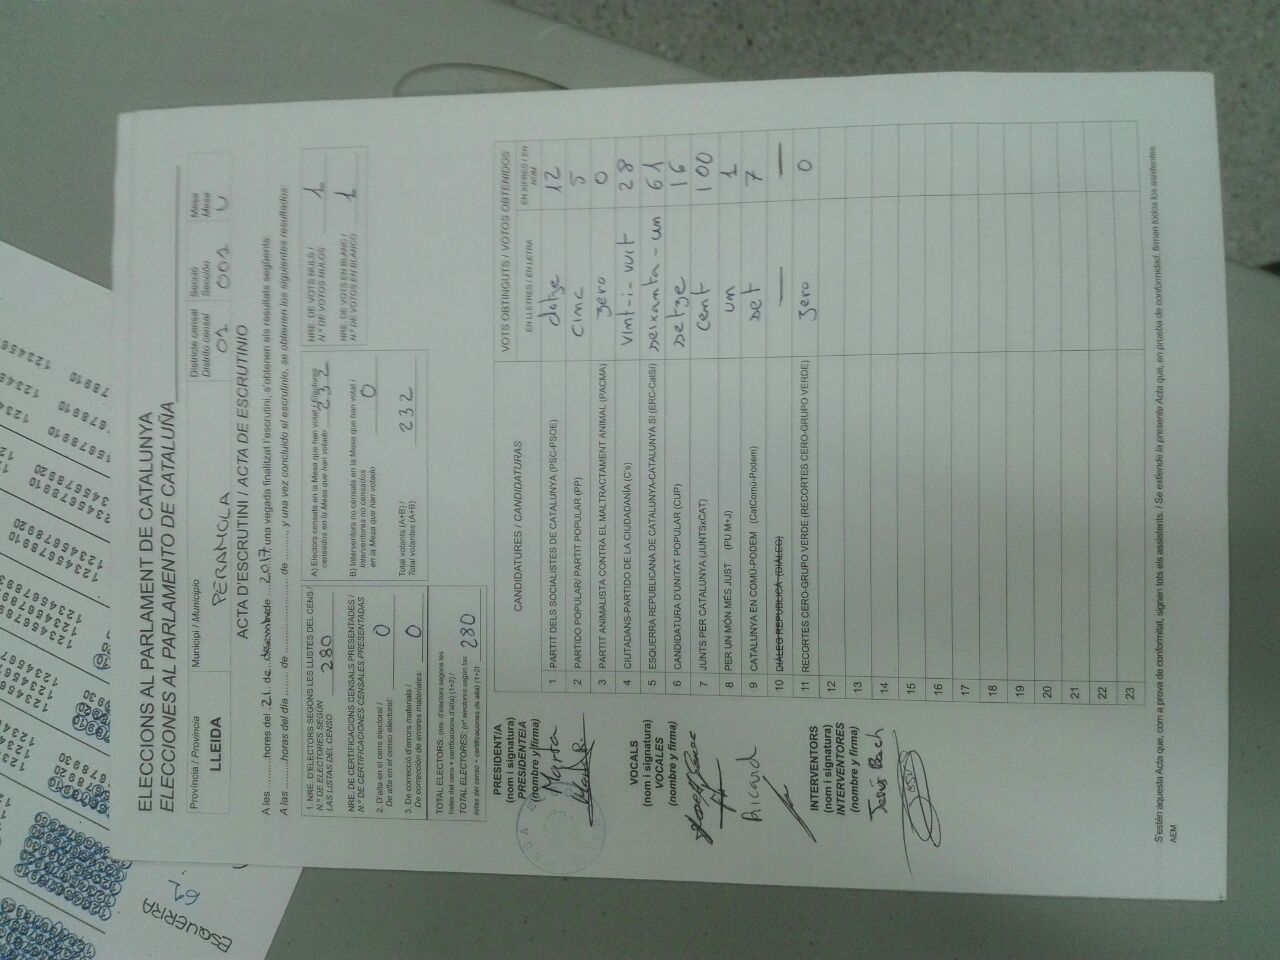 ELECCIONS AL PARLAMENT DE CATALUNYA
ELECCIONES AL PARLAMENTO DE CATALUÑA
Província / Provincia
LLEIDA
Municipi / Municipio
PERAMOLA
Districte censal
Distrito censal
01
Secció
Sección
001
Mesa
Mesa
U
ACTA D'ESCRUTINI / ACTA DE ESCRUTINIO
A les ......... hores del 21 de desembre de 2017, una vegada finalitzat l'escrutini, s'obtenen els resultats següents:
A las ......... horas del día ......... de ......... de ........., y una vez concluido el escrutinio, se obtienen los siguientes resultados:
1. NRE. D'ELECTORS SEGONS LES LLISTES DEL CENS /
N.º DE ELECTORES SEGÚN
LAS LISTAS DEL CENSO
280
NRE. DE CERTIFICACIONS CENSALS PRESENTADES /
N.º DE CERTIFICACIONES CENSALES PRESENTADAS
2. D'alta en el cens electoral /
De alta en el censo electoral:
0
3. De correcció d'errors materials /
De corrección de errores materiales:
0
TOTAL ELECTORS: (nre. d'electors segons les
llistes del cens + certificacions d'alta) (1+2) /
TOTAL ELECTORES: (nº electores según las
listas del censo + certificaciones de alta) (1+2)
280
A) Electors censats en la Mesa que han votat / Electores
censados en la Mesa que han votado
232
B) Interventors no censats en la Mesa que han votat /
Interventores no censados
en la Mesa que han votado
0
Total votants (A+B) /
Total votantes (A+B)
232
NRE. DE VOTS NULS /
N.º DE VOTOS NULOS
1
NRE. DE VOTS EN BLANC /
N.º DE VOTOS EN BLANCO
1
CANDIDATURES / CANDIDATURAS
VOTS OBTINGUTS / VOTOS OBTENIDOS
EN LLETRES / EN LETRA
EN XIFRES / EN
NÚM
1 PARTIT DELS SOCIALISTES DE CATALUNYA (PSC-PSOE) dotze 12
2 PARTIDO POPULAR/ PARTIT POPULAR (PP) cinc 5
3 PARTIT ANIMALISTA CONTRA EL MALTRACTAMENT ANIMAL (PACMA) zero 0
4 CIUTADANS-PARTIDO DE LA CIUDADANÍA (C's) vint-i-vuit 28
5 ESQUERRA REPUBLICANA DE CATALUNYA-CATALUNYA SÍ (ERC-CatSí) seixanta-un 61
6 CANDIDATURA D'UNITAT POPULAR (CUP) setze 16
7 JUNTS PER CATALUNYA (JUNTSxCAT) cent 100
8 PER UN MÓN MÉS JUST (PUM+J) um 1
9 CATALUNYA EN COMÚ-PODEM (CatComú-Podem) set 7
10 DIÀLEG REPUBLICÀ (DIÀLEG) — —
11 RECORTES CERO-GRUPO VERDE (RECORTES CERO-GRUPO VERDE) zero 0
12
13
14
15
16
17
18
19
20
21
22
23
PRESIDENT/A
(nom i signatura)
PRESIDENTE/A
(nombre y firma)
Marta
VOCALS
(nom i signatura)
VOCALES
(nombre y firma)
Ricard
INTERVENTORS
(nom i signatura)
INTERVENTORES
(nombre y firma)
Jesús Bach
S'estén aquesta Acta que, com a prova de conformitat, signen tots els assistents. / Se extiende la presente Acta que, en prueba de conformidad, firman todos los asistentes.
AEM
ESQUERRA
61